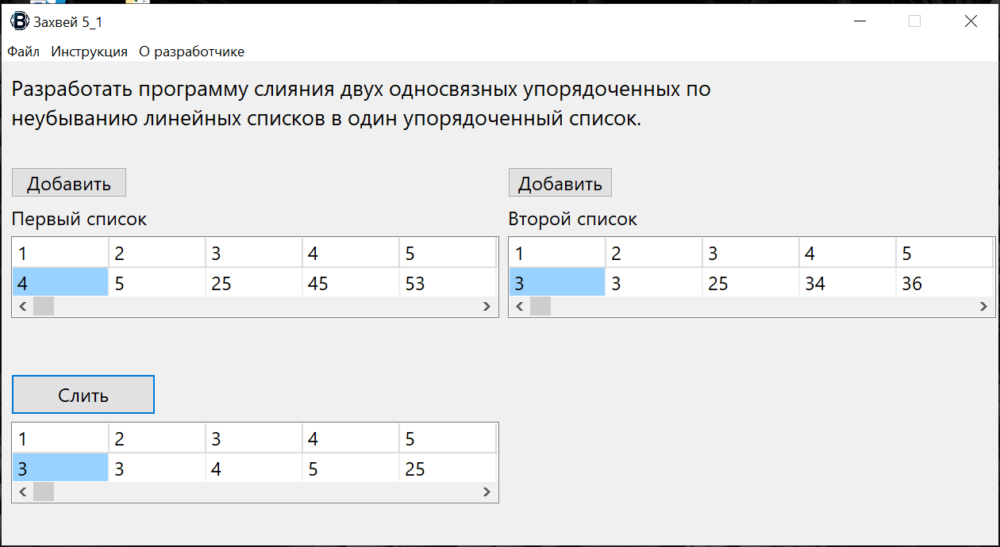 B Захвей 5_1
Файл Инструкция О разработчике
Разработать программу слияния двух односвязных упорядоченных по
неубыванию линейных списков в один упорядоченный список.
Добавить Добавить
Первый список Второй список
1 2 3 4 5 1 2 3 4 5
4 5 25 45 53 3 3 25 34 36
Слить
1 2 3 4 5
3 3 4 5 25